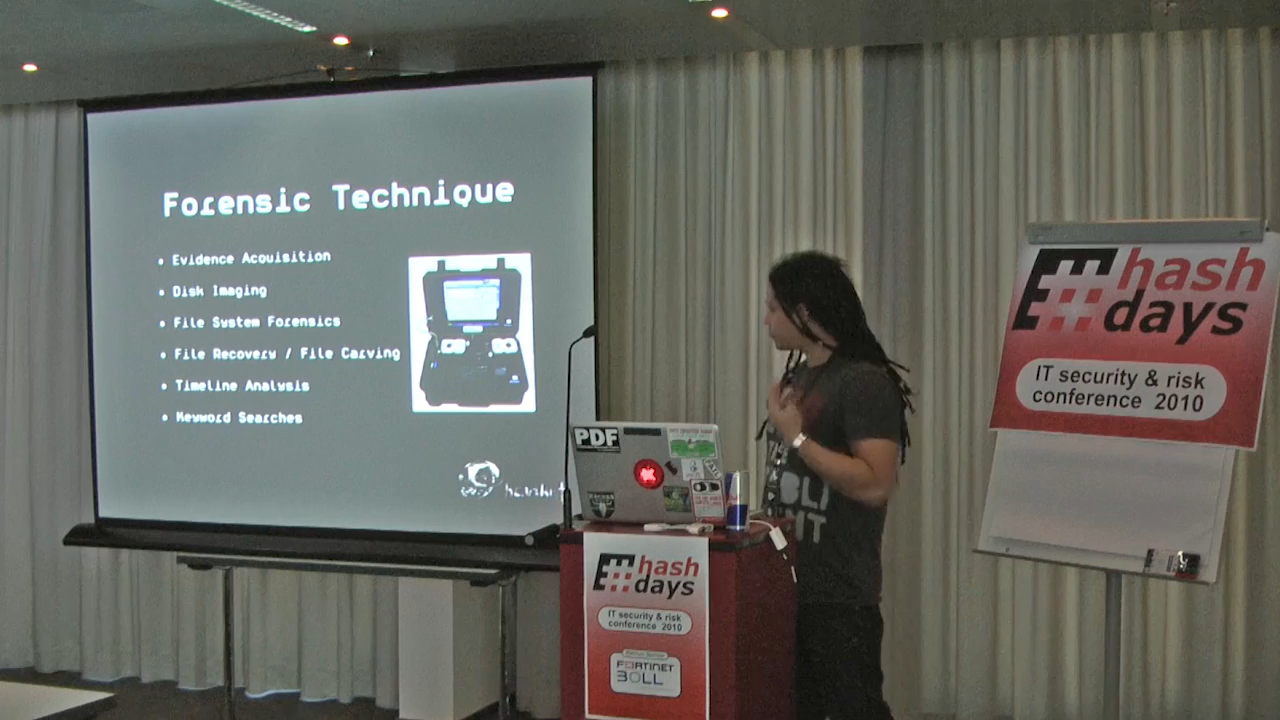 Forensic Technique
• Evidence Acquisition
• Disk Imaging
• File System Forensics
• File Recovery / File Carving
• Timeline Analysis
• Keyword Searches
PDF
hash
days
IT security & risk
conference 2010
FORTINET
BOLL
hash
days
IT security & risk
conference 2010